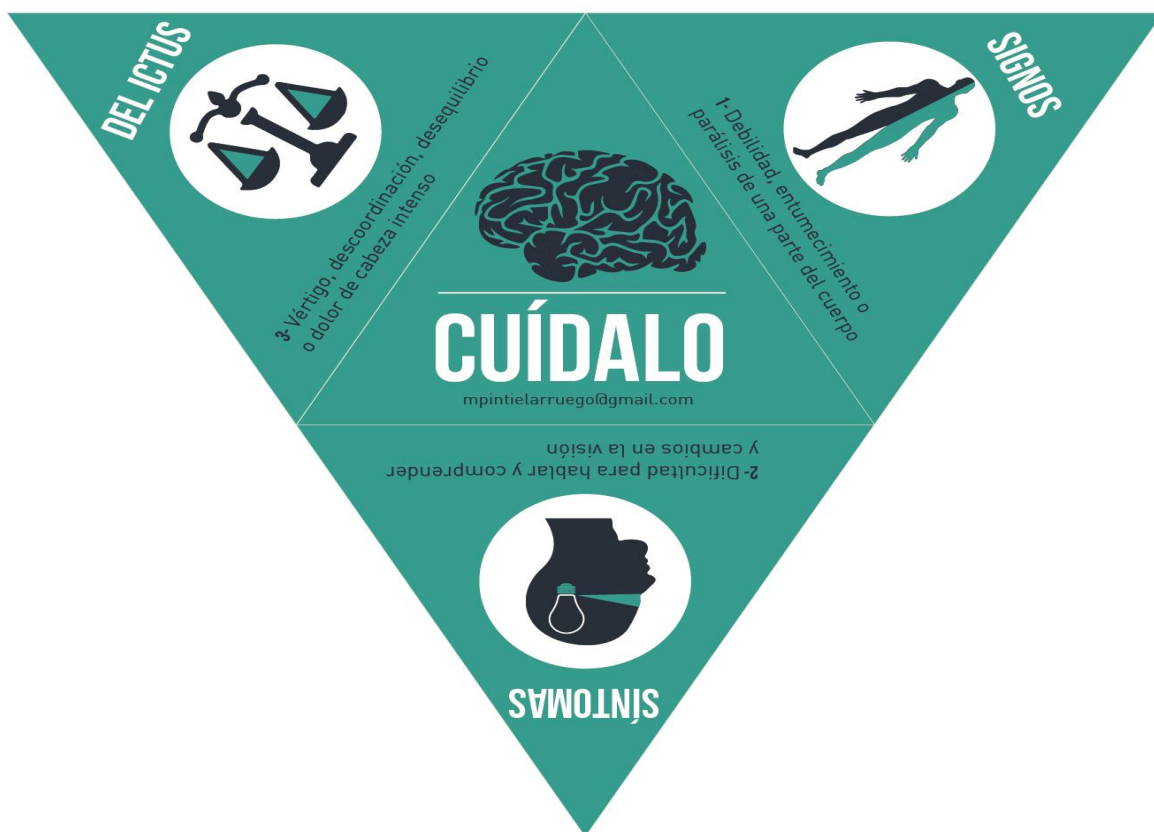 DEL ICTUS
3- Vértigo, descoordinación, desequilibrio
o dolor de cabeza intenso
SIGNOS
1- Debilidad, entumecimiento o
parálisis de una parte del cuerpo
CUÍDALO
mpintielarruego@gmail.com
2-Dificultad para hablar y comprender
y cambios en la visión
SÍNTOMAS